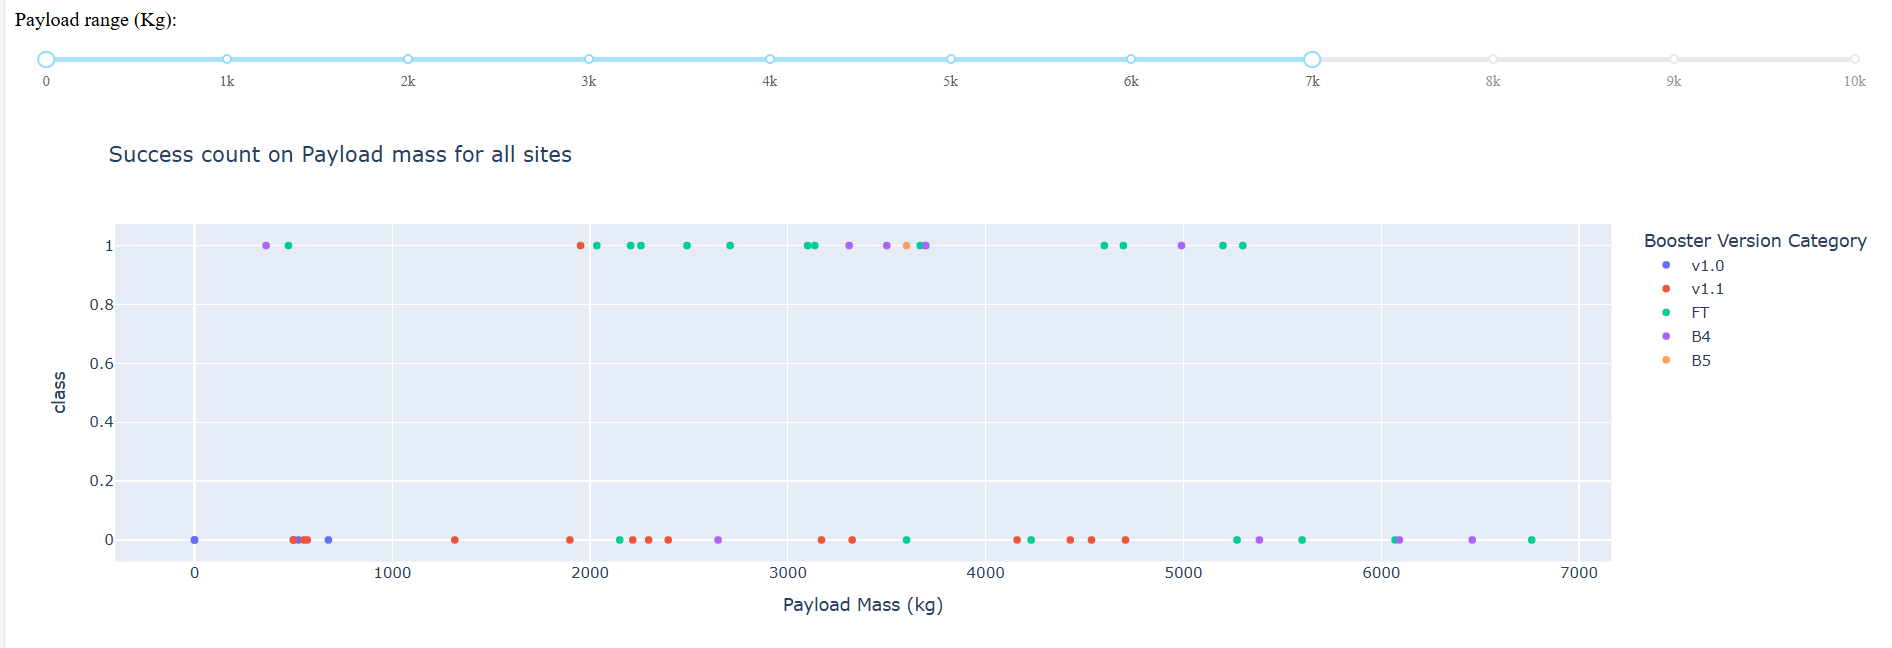 Payload range (Kg):
0 1k 2k 3k 4k 5k 6k 7k 8k 9k 10k
Success count on Payload mass for all sites
1
0.8
0.6
0.4
0.2
0
class
0 1000 2000 3000 4000 5000 6000 7000
Payload Mass (kg)
Booster Version Category
v1.0
v1.1
FT
B4
B5